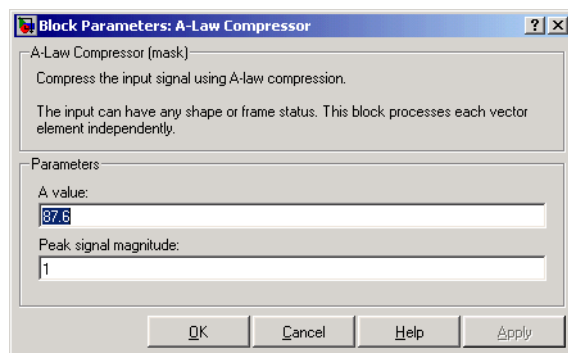 Block Parameters: A-Law Compressor
A-Law Compressor (mask)
Compress the input signal using A-law compression.
The input can have any shape or frame status. This block processes each vector
element independently.
Parameters
A value:
87.6
Peak signal magnitude:
1
OK Cancel Help Apply